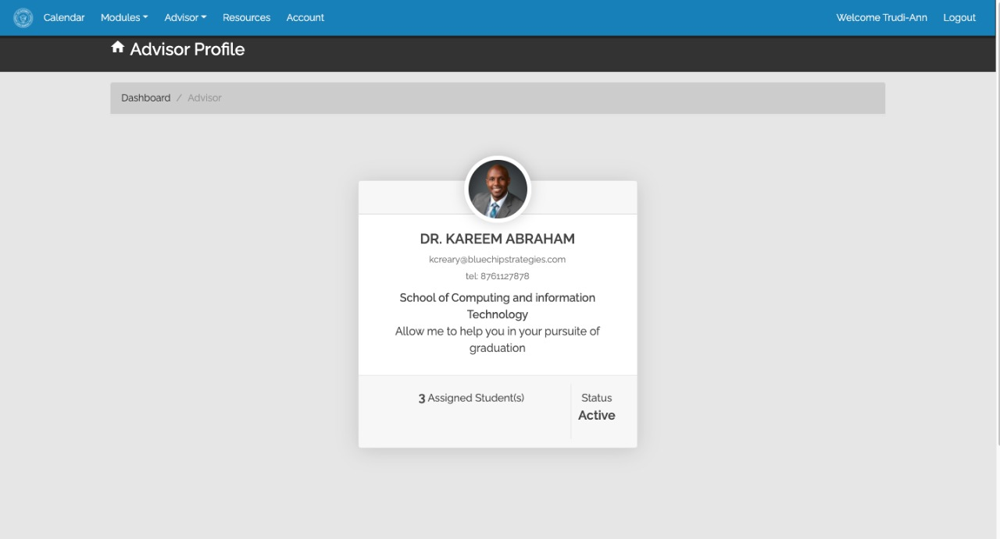 Calendar Modules Advisor Resources Account Welcome Trudi-Ann Logout
Advisor Profile
Dashboard / Advisor
DR. KAREEM ABRAHAM
kcreary@bluechipstrategies.com
tel: 8761127878
School of Computing and information
Technology
Allow me to help you in your pursuite of
graduation
3 Assigned Student(s) Status
Active